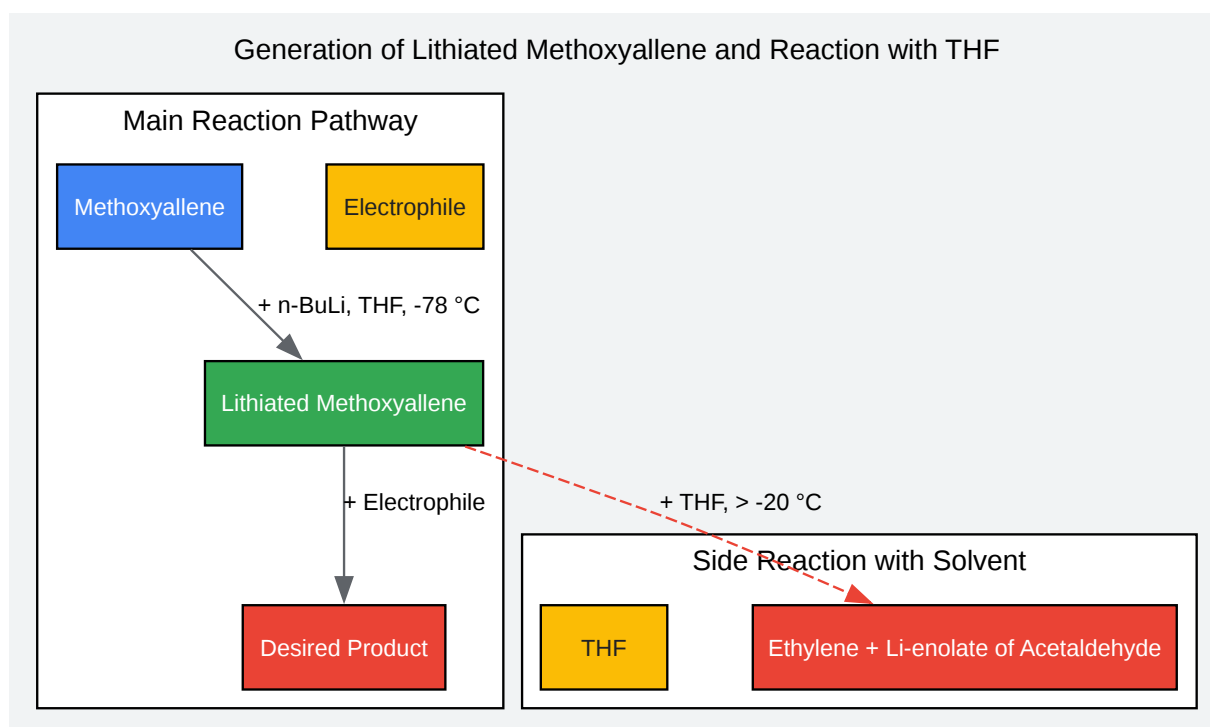 Generation of Lithiated Methoxyallene and Reaction with THF
Main Reaction Pathway
Methoxyallene
Electrophile
+ n-BuLi, THF, -78 °C
Lithiated Methoxyallene
+ Electrophile
+ THF, > -20 °C
Side Reaction with Solvent
Desired Product
THF
Ethylene + Li-enolate of Acetaldehyde